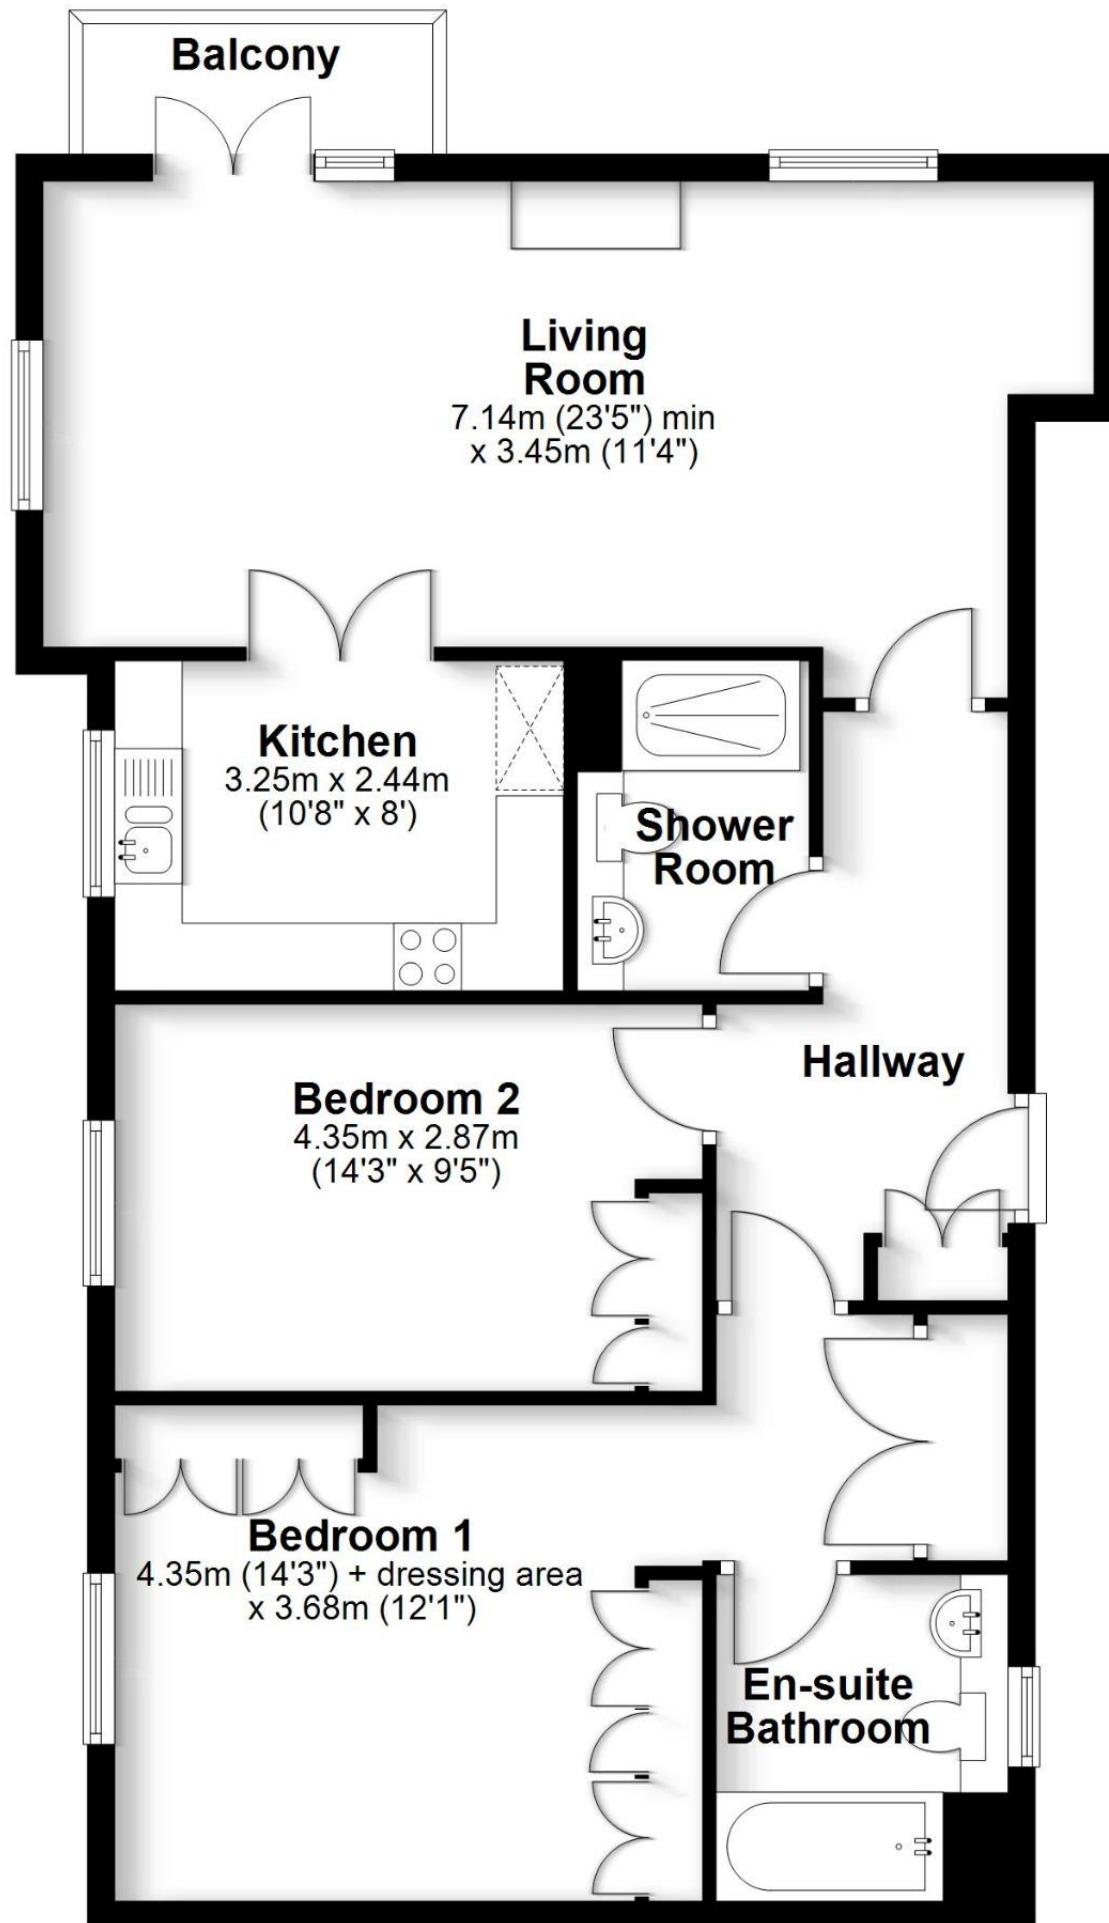 Balcony
Living
Room
7.14m (23'5") min
x 3.45m (11'4")
Kitchen
3.25m x 2.44m
(10'8" x 8')
Shower
Room
Hallway
Bedroom 2
4.35m x 2.87m
(14'3" x 9'5")
Bedroom 1
4.35m (14'3") + dressing area
x 3.68m (12'1")
En-suite
Bathroom